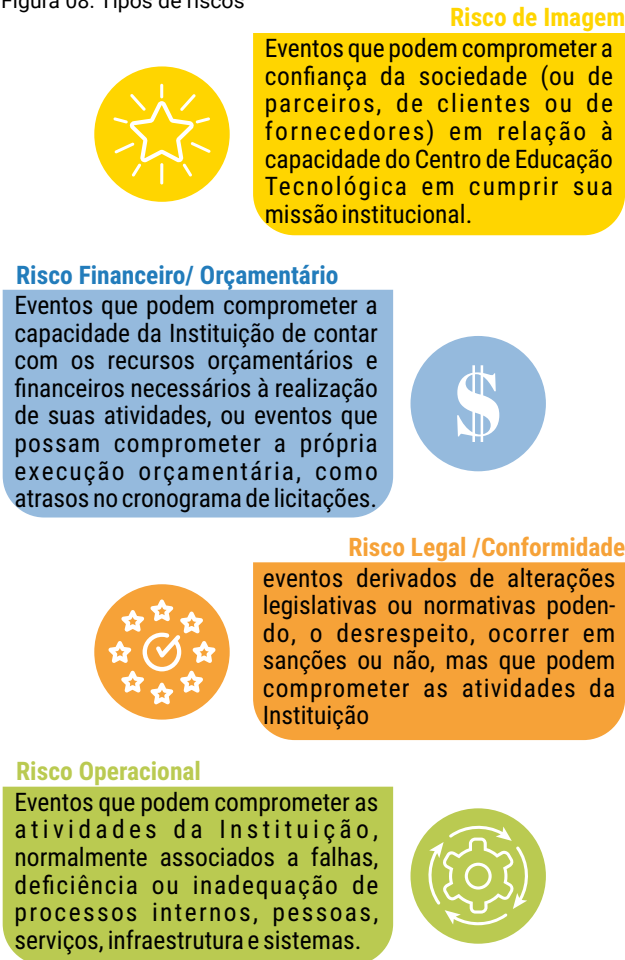 Figura 08: Tipos de riscos
Risco de Imagem
Eventos que podem comprometer a
confiança da sociedade (ou de
parceiros, de clientes ou de
fornecedores) em relação à
capacidade do Centro de Educação
Tecnológica em cumprir sua
missão institucional.
Risco Financeiro/ Orçamentário
Eventos que podem comprometer a
capacidade da Instituição de contar
com os recursos orçamentários e
financeiros necessários à realização
de suas atividades, ou eventos que
possam comprometer a própria
execução orçamentária, como
atrasos no cronograma de licitações.
$
Risco Legal /Conformidade
eventos derivados de alterações
legislativas ou normativas poden-
do, o desrespeito, ocorrer em
sanções ou não, mas que podem
comprometer as atividades da
Instituição
Risco Operacional
Eventos que podem comprometer as
atividades da Instituição,
normalmente associados a falhas,
deficiência ou inadequação de
processos internos, pessoas,
serviços, infraestrutura e sistemas.